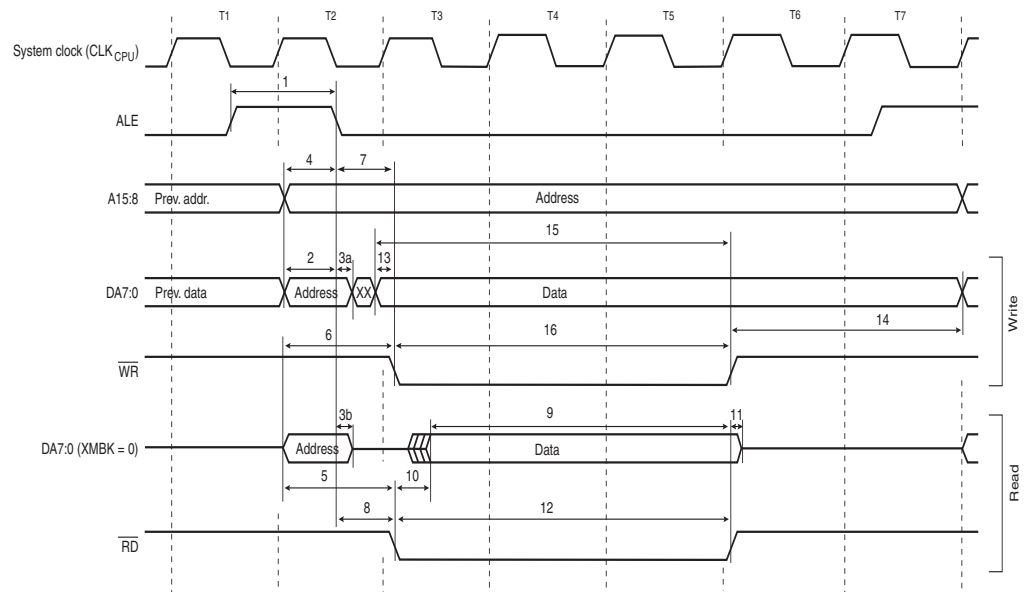 T1 T2 T3 T4 T5 T6 T7
System clock (CLKCPU)
1
ALE
4 7
A15:8 Prev. addr. Address
15
2 3a 13
DA7:0 Prev. data Address XX Data
14
6 16
WR
Write
3b 9 11
DA7:0 (XMBK = 0) Address Data
5 10
8 12
RD
Read